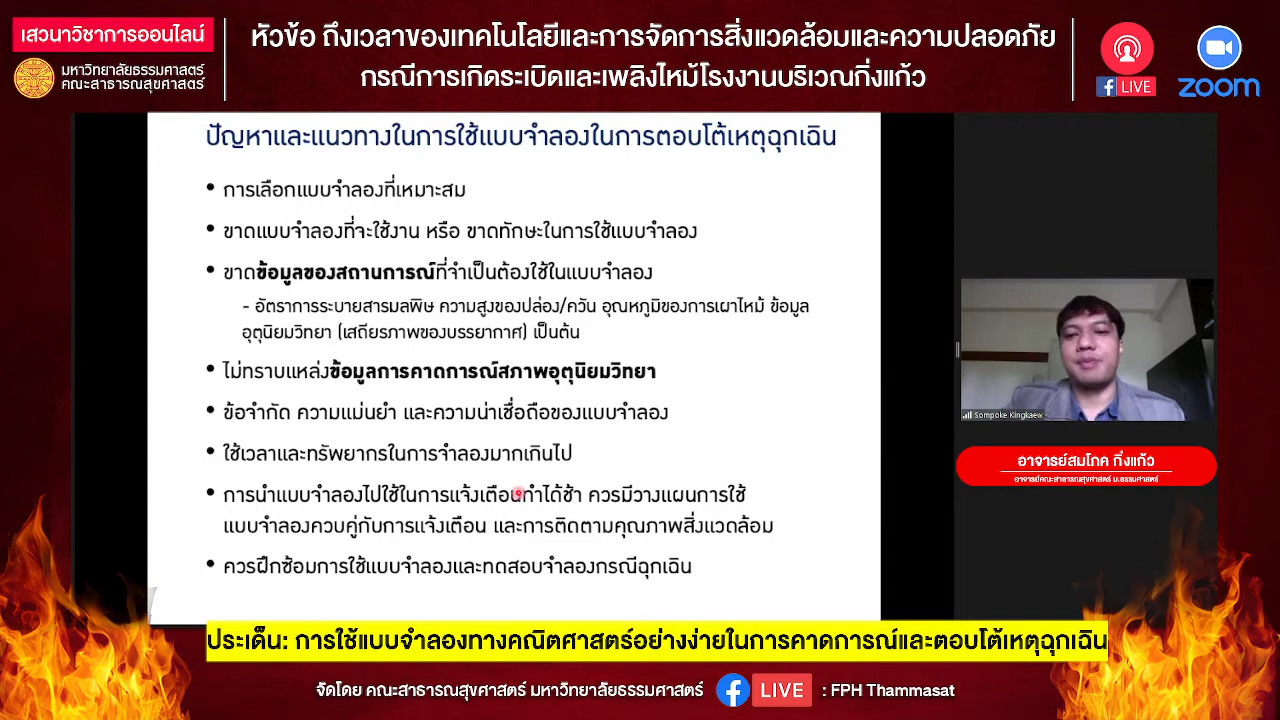 เสวนาวิชาการออนไลน์
มหาวิทยาลัยธรรมศาสตร์
คณะสาธารณสุขศาสตร์
หัวข้อ ถึงเวลาของเทคโนโลยีและการจัดการสิ่งแวดล้อมและความปลอดภัย
กรณีการเกิดระเบิดและเพลิงไหม้โรงงานบริเวณกิ่งแก้ว
f LIVE
zoom
ปัญหาและแนวทางในการใช้แบบจำลองในการตอบโต้เหตุฉุกเฉิน
• การเลือกแบบจำลองที่เหมาะสม
• ขาดแบบจำลองที่จะใช้งาน หรือ ขาดทักษะในการใช้แบบจำลอง
• ขาดข้อมูลของสถานการณ์ที่จำเป็นต้องใช้ในแบบจำลอง
- อัตราการระบายสารมลพิษ ความสูงของปล่อง/ควัน อุณหภูมิของการเผาไหม้ ข้อมูล
อุตุนิยมวิทยา (เสถียรภาพของบรรยากาศ) เป็นต้น
• ไม่ทราบแหล่งข้อมูลการคาดการณ์สภาพอุตุนิยมวิทยา
• ข้อจำกัด ความแม่นยำ และความน่าเชื่อถือของแบบจำลอง
• ใช้เวลาและทรัพยากรในการจำลองมากเกินไป
• การนำแบบจำลองไปใช้ในการแจ้งเตือนทำได้ช้า ควรมีวางแผนการใช้
แบบจำลองควบคู่กับการแจ้งเตือน และการติดตามคุณภาพสิ่งแวดล้อม
• ควรฝึกซ้อมการใช้แบบจำลองและทดสอบจำลองกรณีฉุกเฉิน
Sompoke Kingkaew
อาจารย์สมโภค กิ่งแก้ว
อาจารย์คณะสาธารณสุขศาสตร์ ม.ธรรมศาสตร์
ประเด็น: การใช้แบบจำลองทางคณิตศาสตร์อย่างง่ายในการคาดการณ์และตอบโต้เหตุฉุกเฉิน
จัดโดย คณะสาธารณสุขศาสตร์ มหาวิทยาลัยธรรมศาสตร์ f LIVE : FPH Thammasat